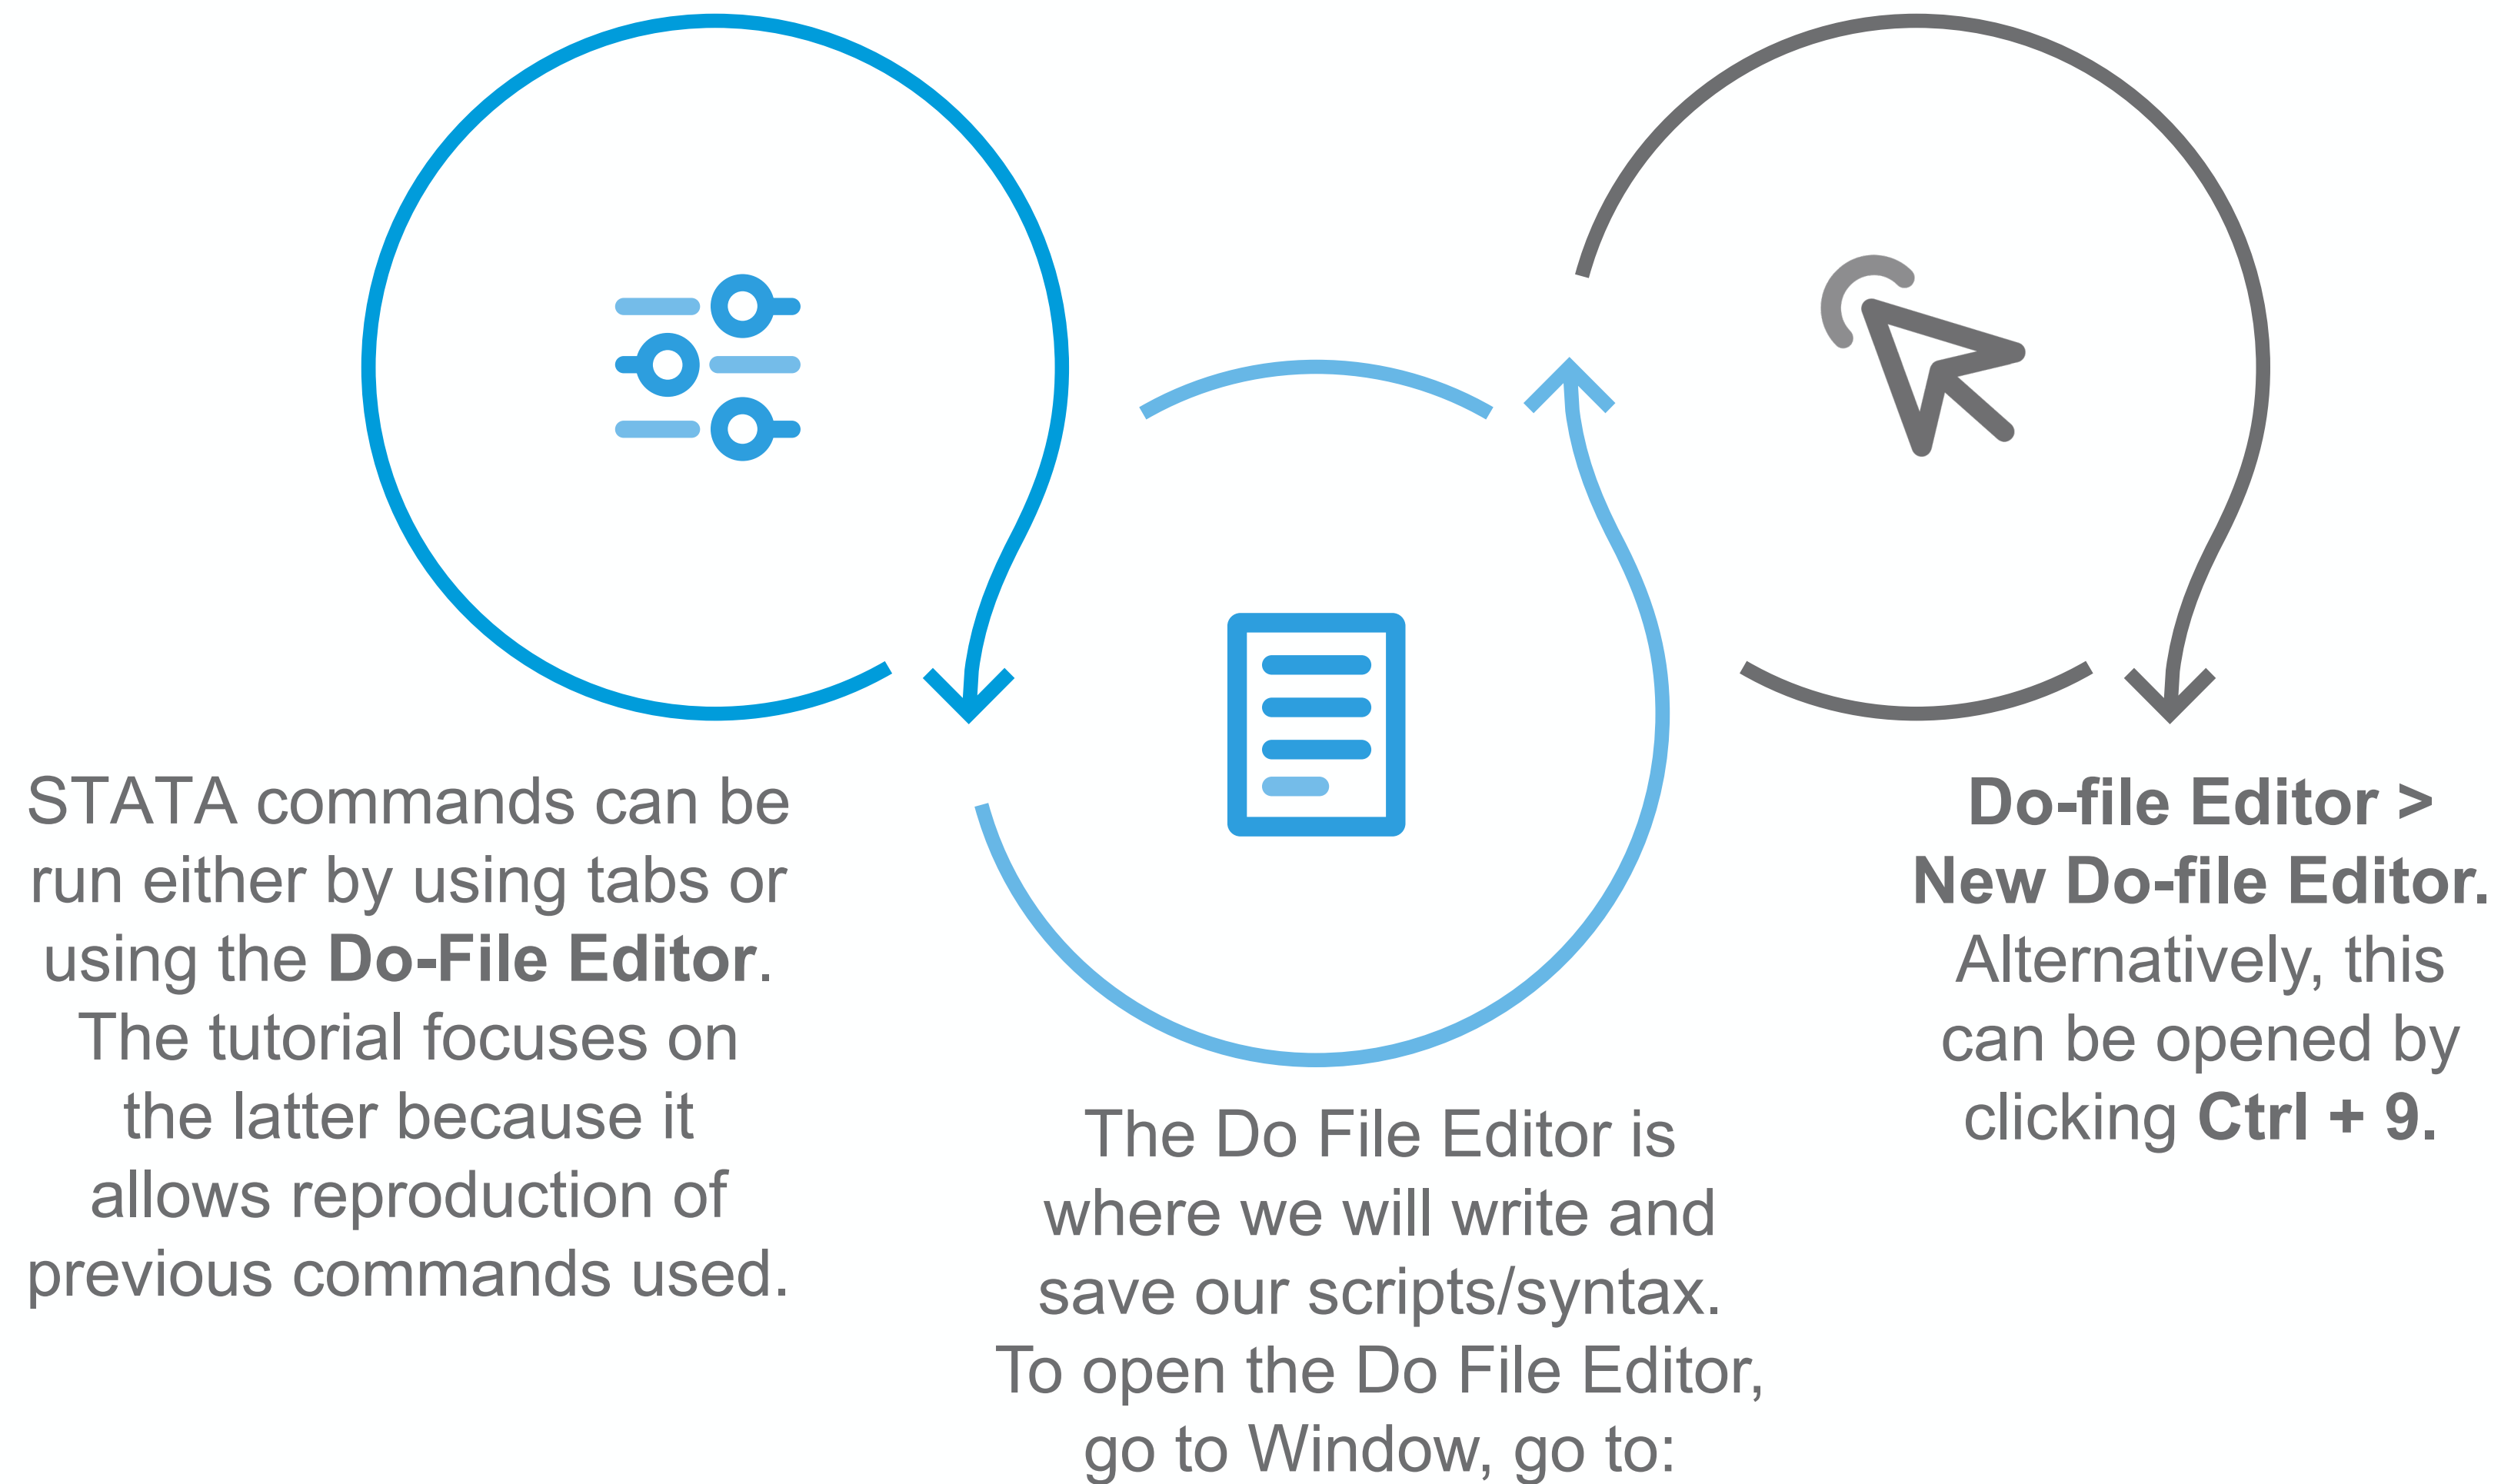 STATA commands can be
run either by using tabs or
using the Do-File Editor.
The tutorial focuses on
the latter because it
allows reproduction of
previous commands used.
The Do File Editor is
where we will write and
save our scripts/syntax.
To open the Do File Editor,
go to Window, go to:
Do-file Editor >
New Do-file Editor.
Alternatively, this
can be opened by
clicking Ctrl + 9.